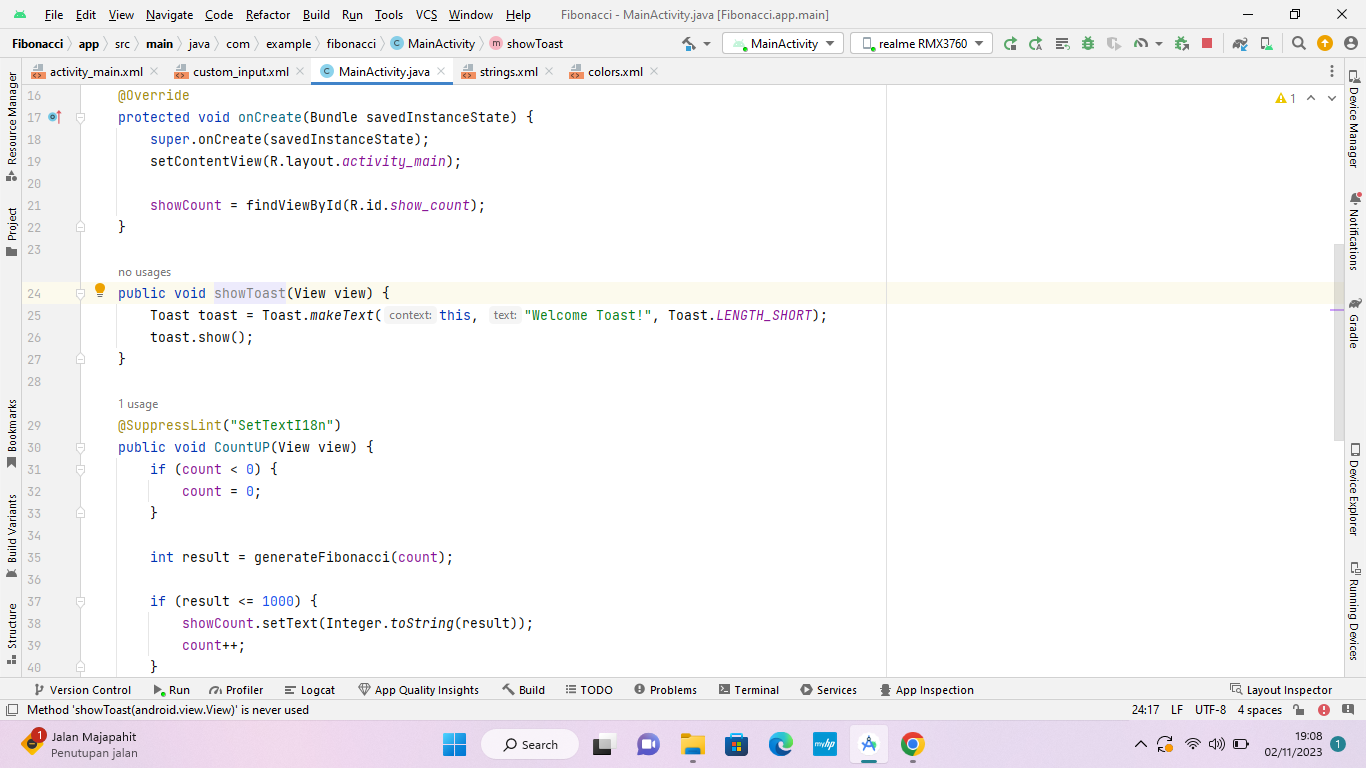 File Edit View Navigate Code Refactor Build Run Tools VCS Window Help Fibonacci - MainActivity.java [Fibonacci.app.main]
Fibonacci app src main java com example fibonacci MainActivity showToast MainActivity realme RMX3760
activity_main.xml custom_input.xml MainActivity.java strings.xml colors.xml
Resource Manager
Project
Bookmarks
Build Variants
Structure
16 @Override
17 protected void onCreate(Bundle savedInstanceState) {
18 super.onCreate(savedInstanceState);
19 setContentView(R.layout.activity_main);
20
21 showCount = findViewById(R.id.show_count);
22 }
23
no usages
24 public void showToast(View view) {
25 Toast toast = Toast.makeText( context: this, text: "Welcome Toast!", Toast.LENGTH_SHORT);
26 toast.show();
27 }
28
1 usage
29 @SuppressLint("SetTextI18n")
30 public void CountUP(View view) {
31 if (count < 0) {
32 count = 0;
33 }
34
35 int result = generateFibonacci(count);
36
37 if (result <= 1000) {
38 showCount.setText(Integer.toString(result));
39 count++;
40 }
1
Device Manager
Notifications
Gradle
Device Explorer
Running Devices
Version Control Run Profiler Logcat App Quality Insights Build TODO Problems Terminal Services App Inspection Layout Inspector
Method 'showToast(android.view.View)' is never used 24:17 LF UTF-8 4 spaces
1 Jalan Majapahit
Penutupan jalan
Search
myhp
19:08
02/11/2023
1